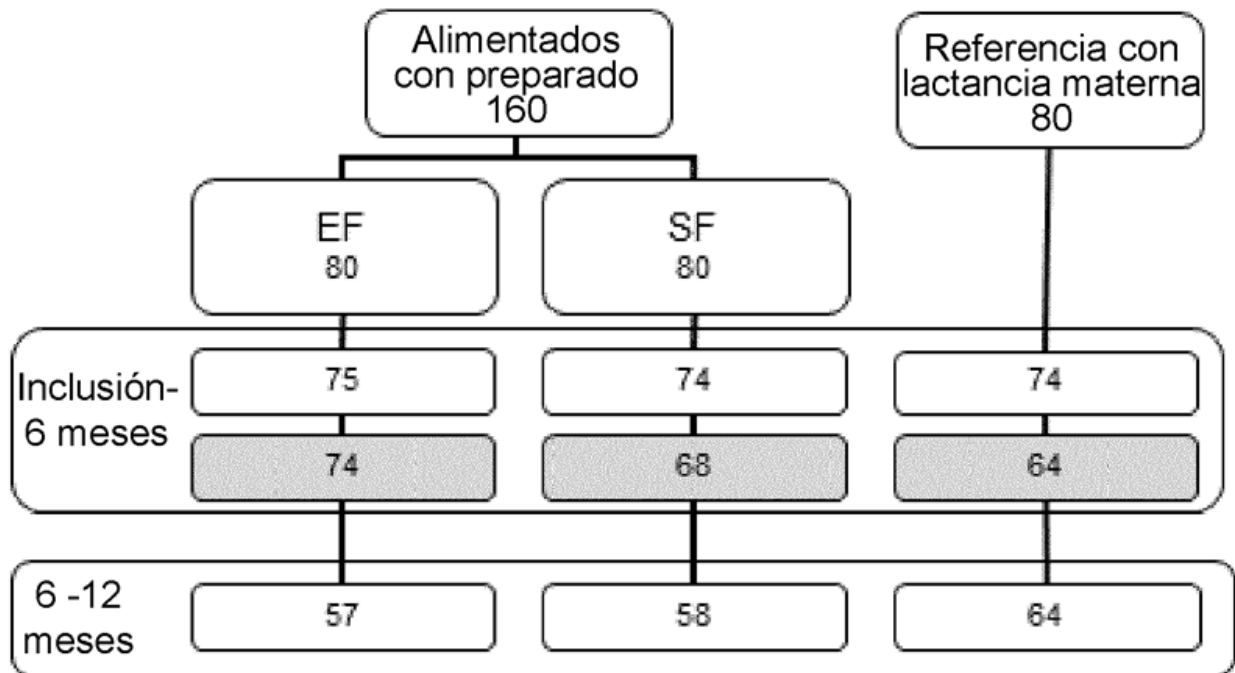 Alimentados
con preparado
160
Referencia con
lactancia materna
80
EF
80
SF
80
Inclusión-
6 meses
75
74
74
74
68
64
6 -12
meses
57
58
64